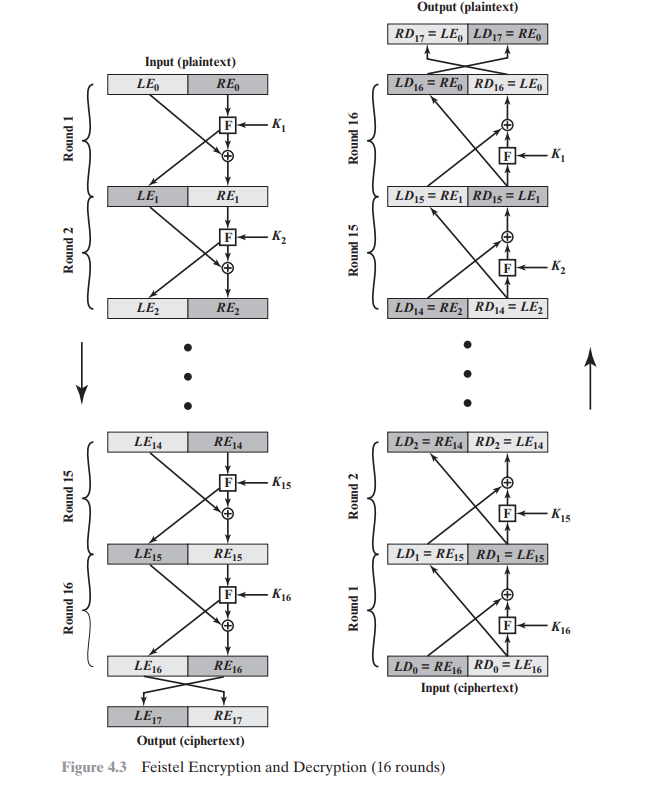 Output (plaintext)
RD17 = LE0 LD17 = RE0
Input (plaintext)
LE0 RE0
LD16 = RE0 RD16 = LE0
Round 1
F K1
Round 16
F K1
LE1 RE1
LD15 = RE1 RD15 = LE1
Round 2
F K2
Round 15
F K2
LE2 RE2
LD14 = RE2 RD14 = LE2
LE14 RE14
LD2 = RE14 RD2 = LE14
Round 15
F K15
Round 2
F K15
LE15 RE15
LD1 = RE15 RD1 = LE15
Round 16
F K16
Round 1
F K16
LE16 RE16
LD0 = RE16 RD0 = LE16
Input (ciphertext)
LE17 RE17
Output (ciphertext)
Figure 4.3 Feistel Encryption and Decryption (16 rounds)